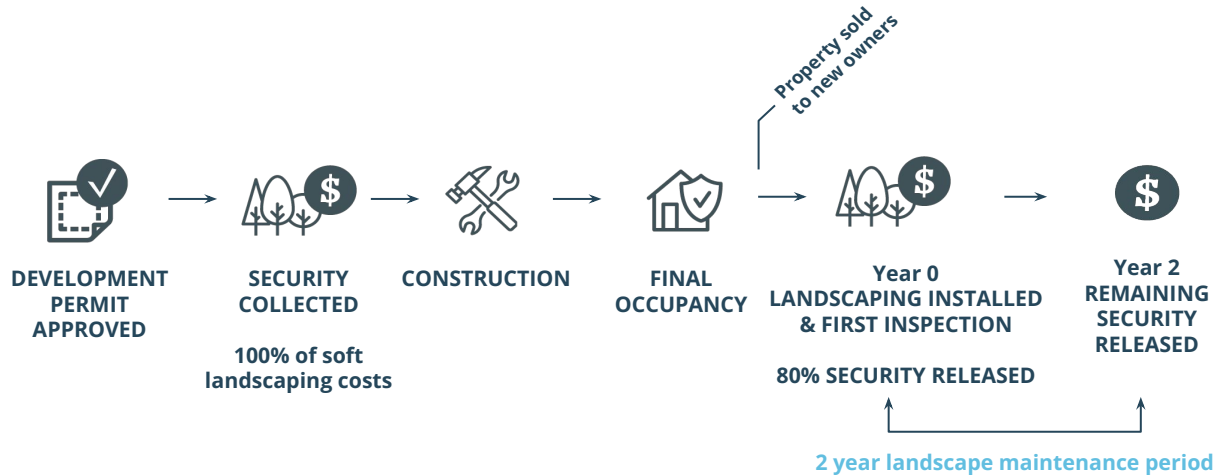 Property sold
to new owners
$
$
$
DEVELOPMENT
PERMIT
APPROVED
SECURITY
COLLECTED
100% of soft
landscaping costs
CONSTRUCTION
FINAL
OCCUPANCY
Year 0
LANDSCAPING INSTALLED
& FIRST INSPECTION
80% SECURITY RELEASED
Year 2
REMAINING
SECURITY
RELEASED
2 year landscape maintenance period